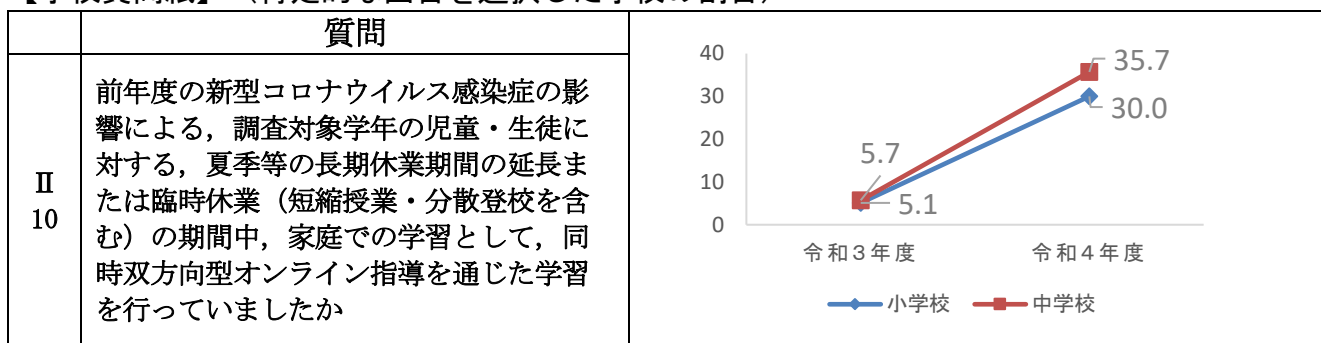 質問
Ⅱ
10
前年度の新型コロナウイルス感染症の影
響による，調査対象学年の児童・生徒に
対する，夏季等の長期休業期間の延長ま
たは臨時休業（短縮授業・分散登校を含
む）の期間中，家庭での学習として，同
時双方向型オンライン指導を通じた学習
を行っていましたか
40
30
20
10
0
35.7
30.0
5.7
5.1
令和３年度
令和４年度
小学校
中学校